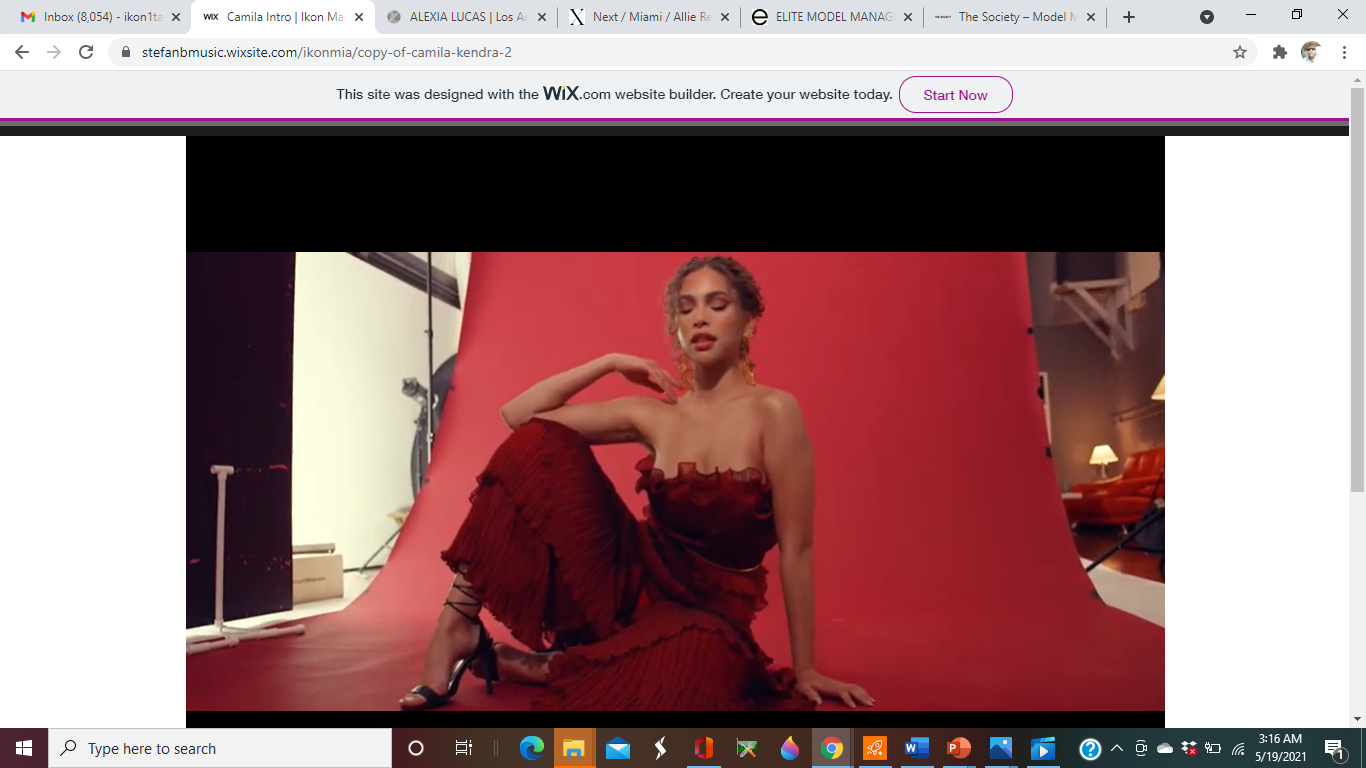 Inbox (8,054) - ikon1ta
Camila Intro | Ikon Ma
ALEXIA LUCAS | Los An
Next / Miami / Allie Re
ELITE MODEL MANAG
The Society – Model M
stefanbmusic.wixsite.com/ikonmia/copy-of-camila-kendra-2
This site was designed with the WiX.com website builder. Create your website today. Start Now
Type here to search
3:16 AM
5/19/2021
1